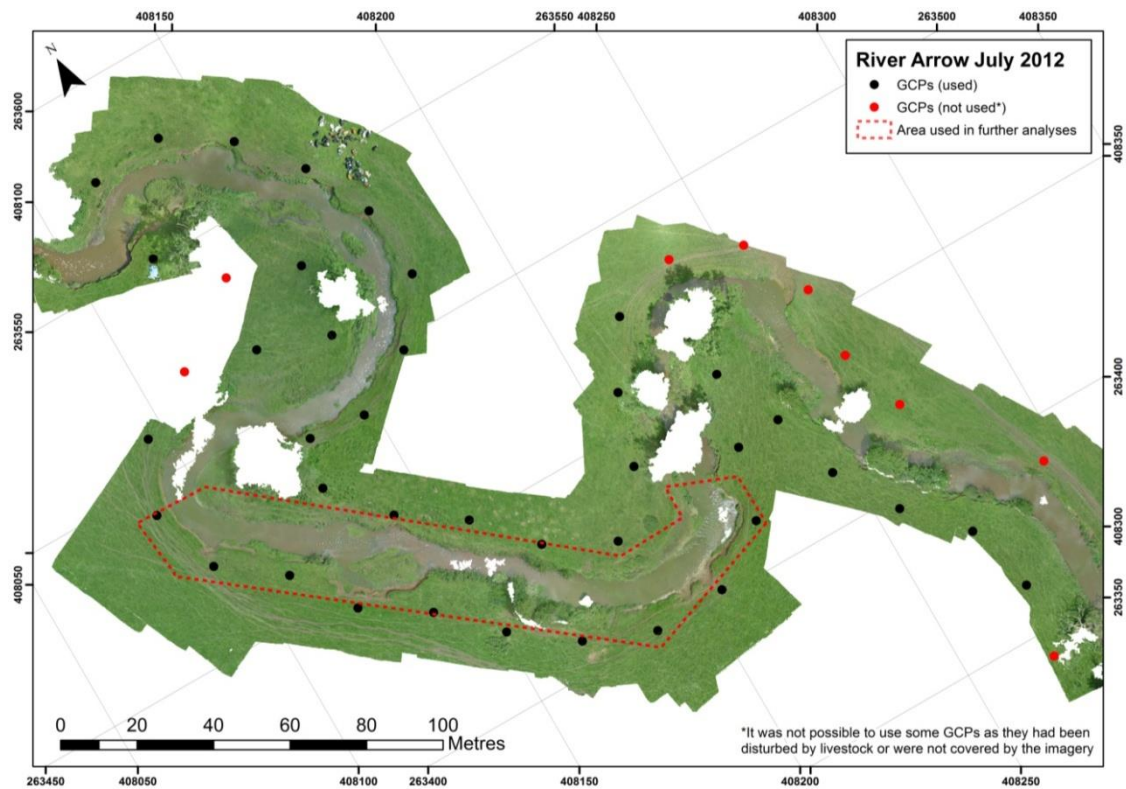 408150
408200
263550
408250
408300
263500
408350
N
River Arrow July 2012
GCPs (used)
GCPs (not used*)
Area used in further analyses
263600
408100
263550
408050
408350
263400
408300
263350
0 20 40 60 80 100
Metres
*It was not possible to use some GCPs as they had been
disturbed by livestock or were not covered by the imagery
263450
408050
408100
263400
408150
408200
408250